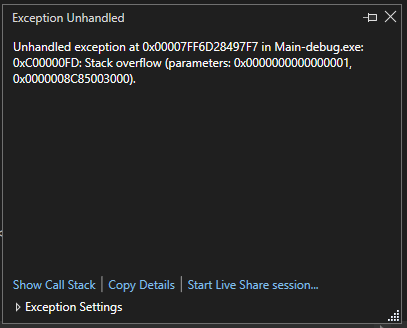 Exception Unhandled
Unhandled exception at 0x00007FF6D28497F7 in Main-debug.exe:
0xC00000FD: Stack overflow (parameters: 0x0000000000000001,
0x0000008C85003000).
Show Call Stack | Copy Details | Start Live Share session...
Exception Settings